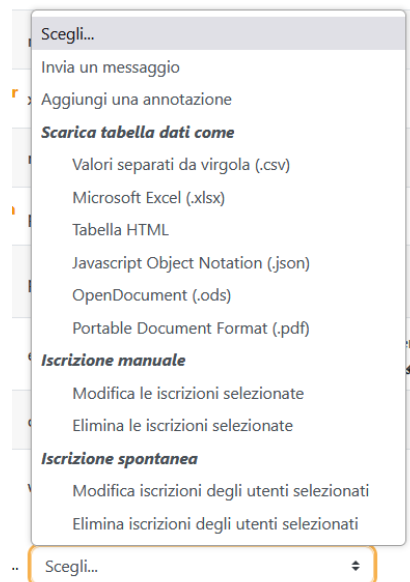 Scegli...
Invia un messaggio
Aggiungi una annotazione
Scarica tabella dati come
Valori separati da virgola (.csv)
Microsoft Excel (.xlsx)
Tabella HTML
Javascript Object Notation (.json)
OpenDocument (.ods)
Portable Document Format (.pdf)
Iscrizione manuale
Modifica le iscrizioni selezionate
Elimina le iscrizioni selezionate
Iscrizione spontanea
Modifica iscrizioni degli utenti selezionati
Elimina iscrizioni degli utenti selezionati
.. Scegli...